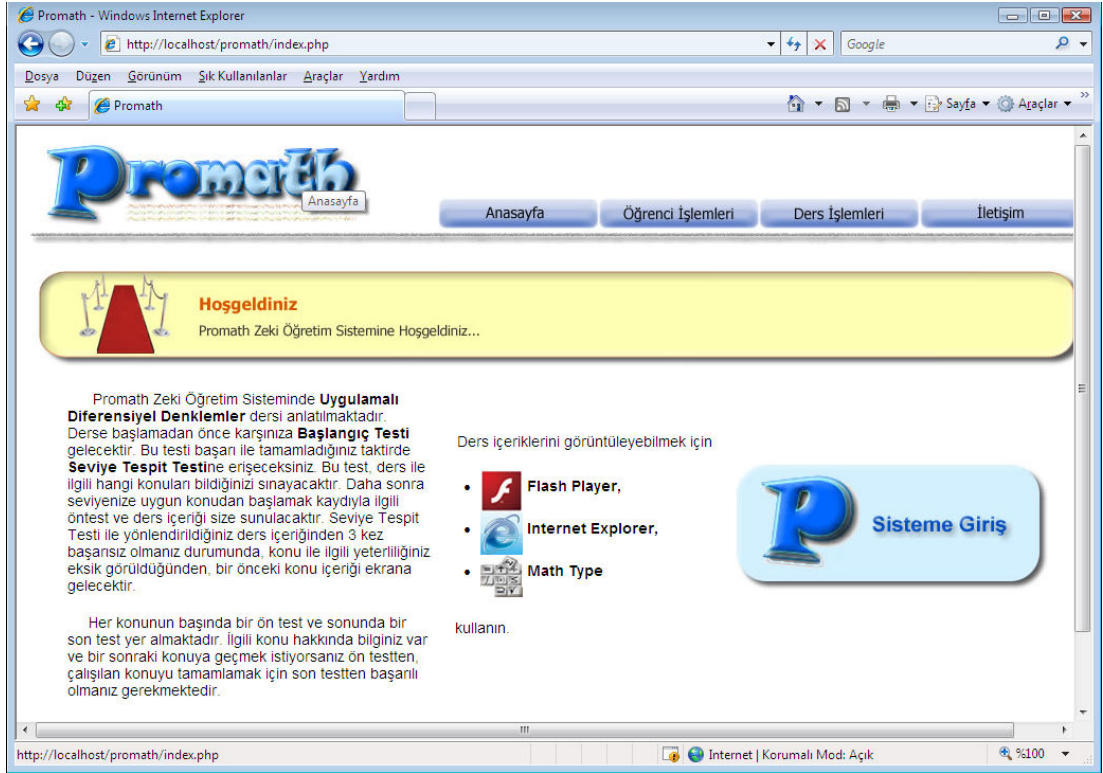 Promath - Windows Internet Explorer
http://localhost/promath/index.php
Google
Dosya Düzen Görünüm Sık Kullanılanlar Araçlar Yardım
Promath
Sayfa Araçlar
Promath
Anasayfa
Anasayfa Öğrenci İşlemleri Ders İşlemleri İletişim
Hoşgeldiniz
Promath Zeki Öğretim Sistemine Hoşgeldiniz...
Promath Zeki Öğretim Sisteminde Uygulamalı
Diferensiyel Denklemler dersi anlatılmaktadır.
Derse başlamadan önce karşınıza Başlangıç Testi
gelecektir. Bu testi başarı ile tamamladığınız taktirde
Seviye Tespit Testine erişeceksiniz. Bu test, ders ile
ilgili hangi konuları bildiğinizi sınayacaktır. Daha sonra
seviyenize uygun konudan başlamak kaydıyla ilgili
öntest ve ders içeriği size sunulacaktır. Seviye Tespit
Testi ile yönlendirildiğiniz ders içeriğinden 3 kez
başarısız olmanız durumunda, konu ile ilgili yeterliliğiniz
eksik görüldüğünden, bir önceki konu içeriği ekrana
gelecektir.
Her konunun başında bir ön test ve sonunda bir
son test yer almaktadır. İlgili konu hakkında bilginiz var
ve bir sonraki konuya geçmek istiyorsanız ön testten,
çalışılan konuyu tamamlamak için son testten başarılı
olmanız gerekmektedir.
Ders içeriklerini görüntüleyebilmek için
Flash Player,
Internet Explorer,
Math Type
kullanın.
Sisteme Giriş
http://localhost/promath/index.php
Internet | Korumalı Mod: Açık
%100